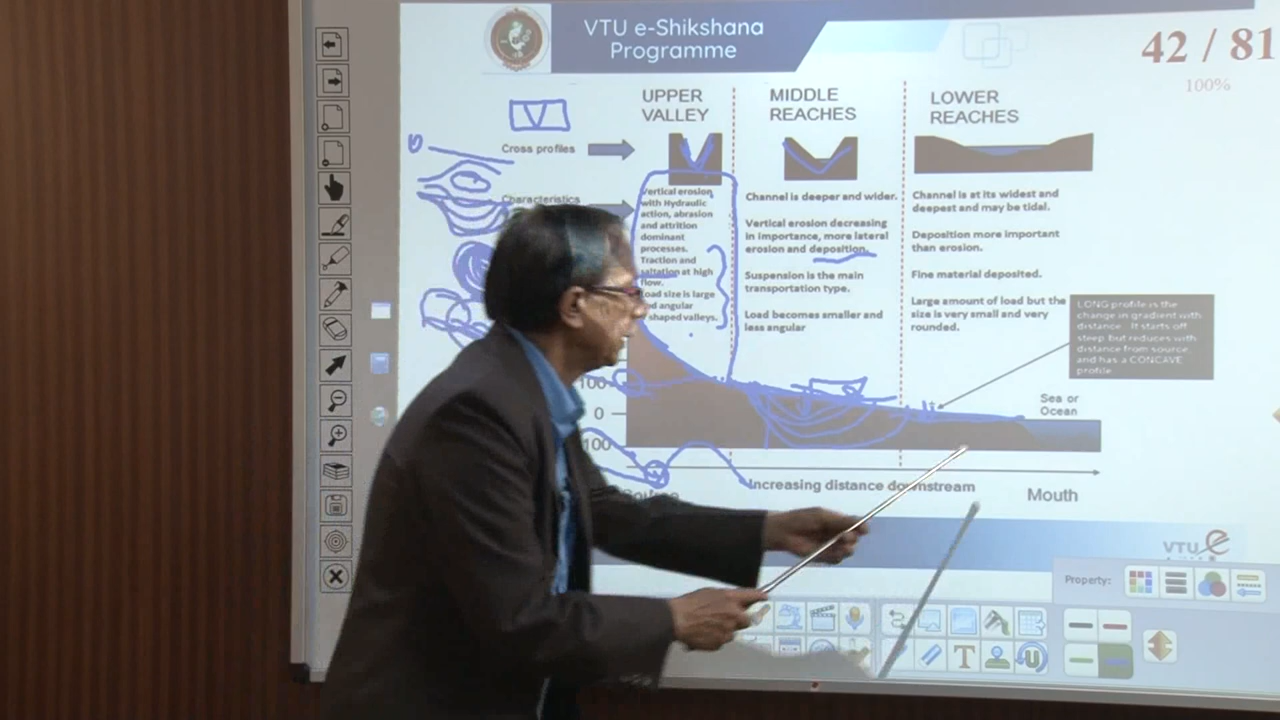 VTU e-Shikshana
Programme
42 / 81
100%
UPPER
VALLEY
MIDDLE
REACHES
LOWER
REACHES
Cross profiles
Characteristics
Vertical erosion
with Hydraulic
action, abrasion
and attrition
dominant
processes.
Traction and
saltation at high
flow.
Load size is large
and angular
shaped valleys.
Channel is deeper and wider.
Vertical erosion decreasing
in importance, more lateral
erosion and deposition.
Suspension is the main
transportation type.
Load becomes smaller and
less angular
Channel is at its widest and
deepest and may be tidal.
Deposition more important
than erosion.
Fine material deposited.
Large amount of load but the
size is very small and very
rounded.
LONG profile is the
change in gradient with
distance. It starts off
steep but reduces with
distance from source
and has a CONCAVE
profile
100
0
100
Sea or
Ocean
Increasing distance downstream
Mouth
VTU e
Property:
T